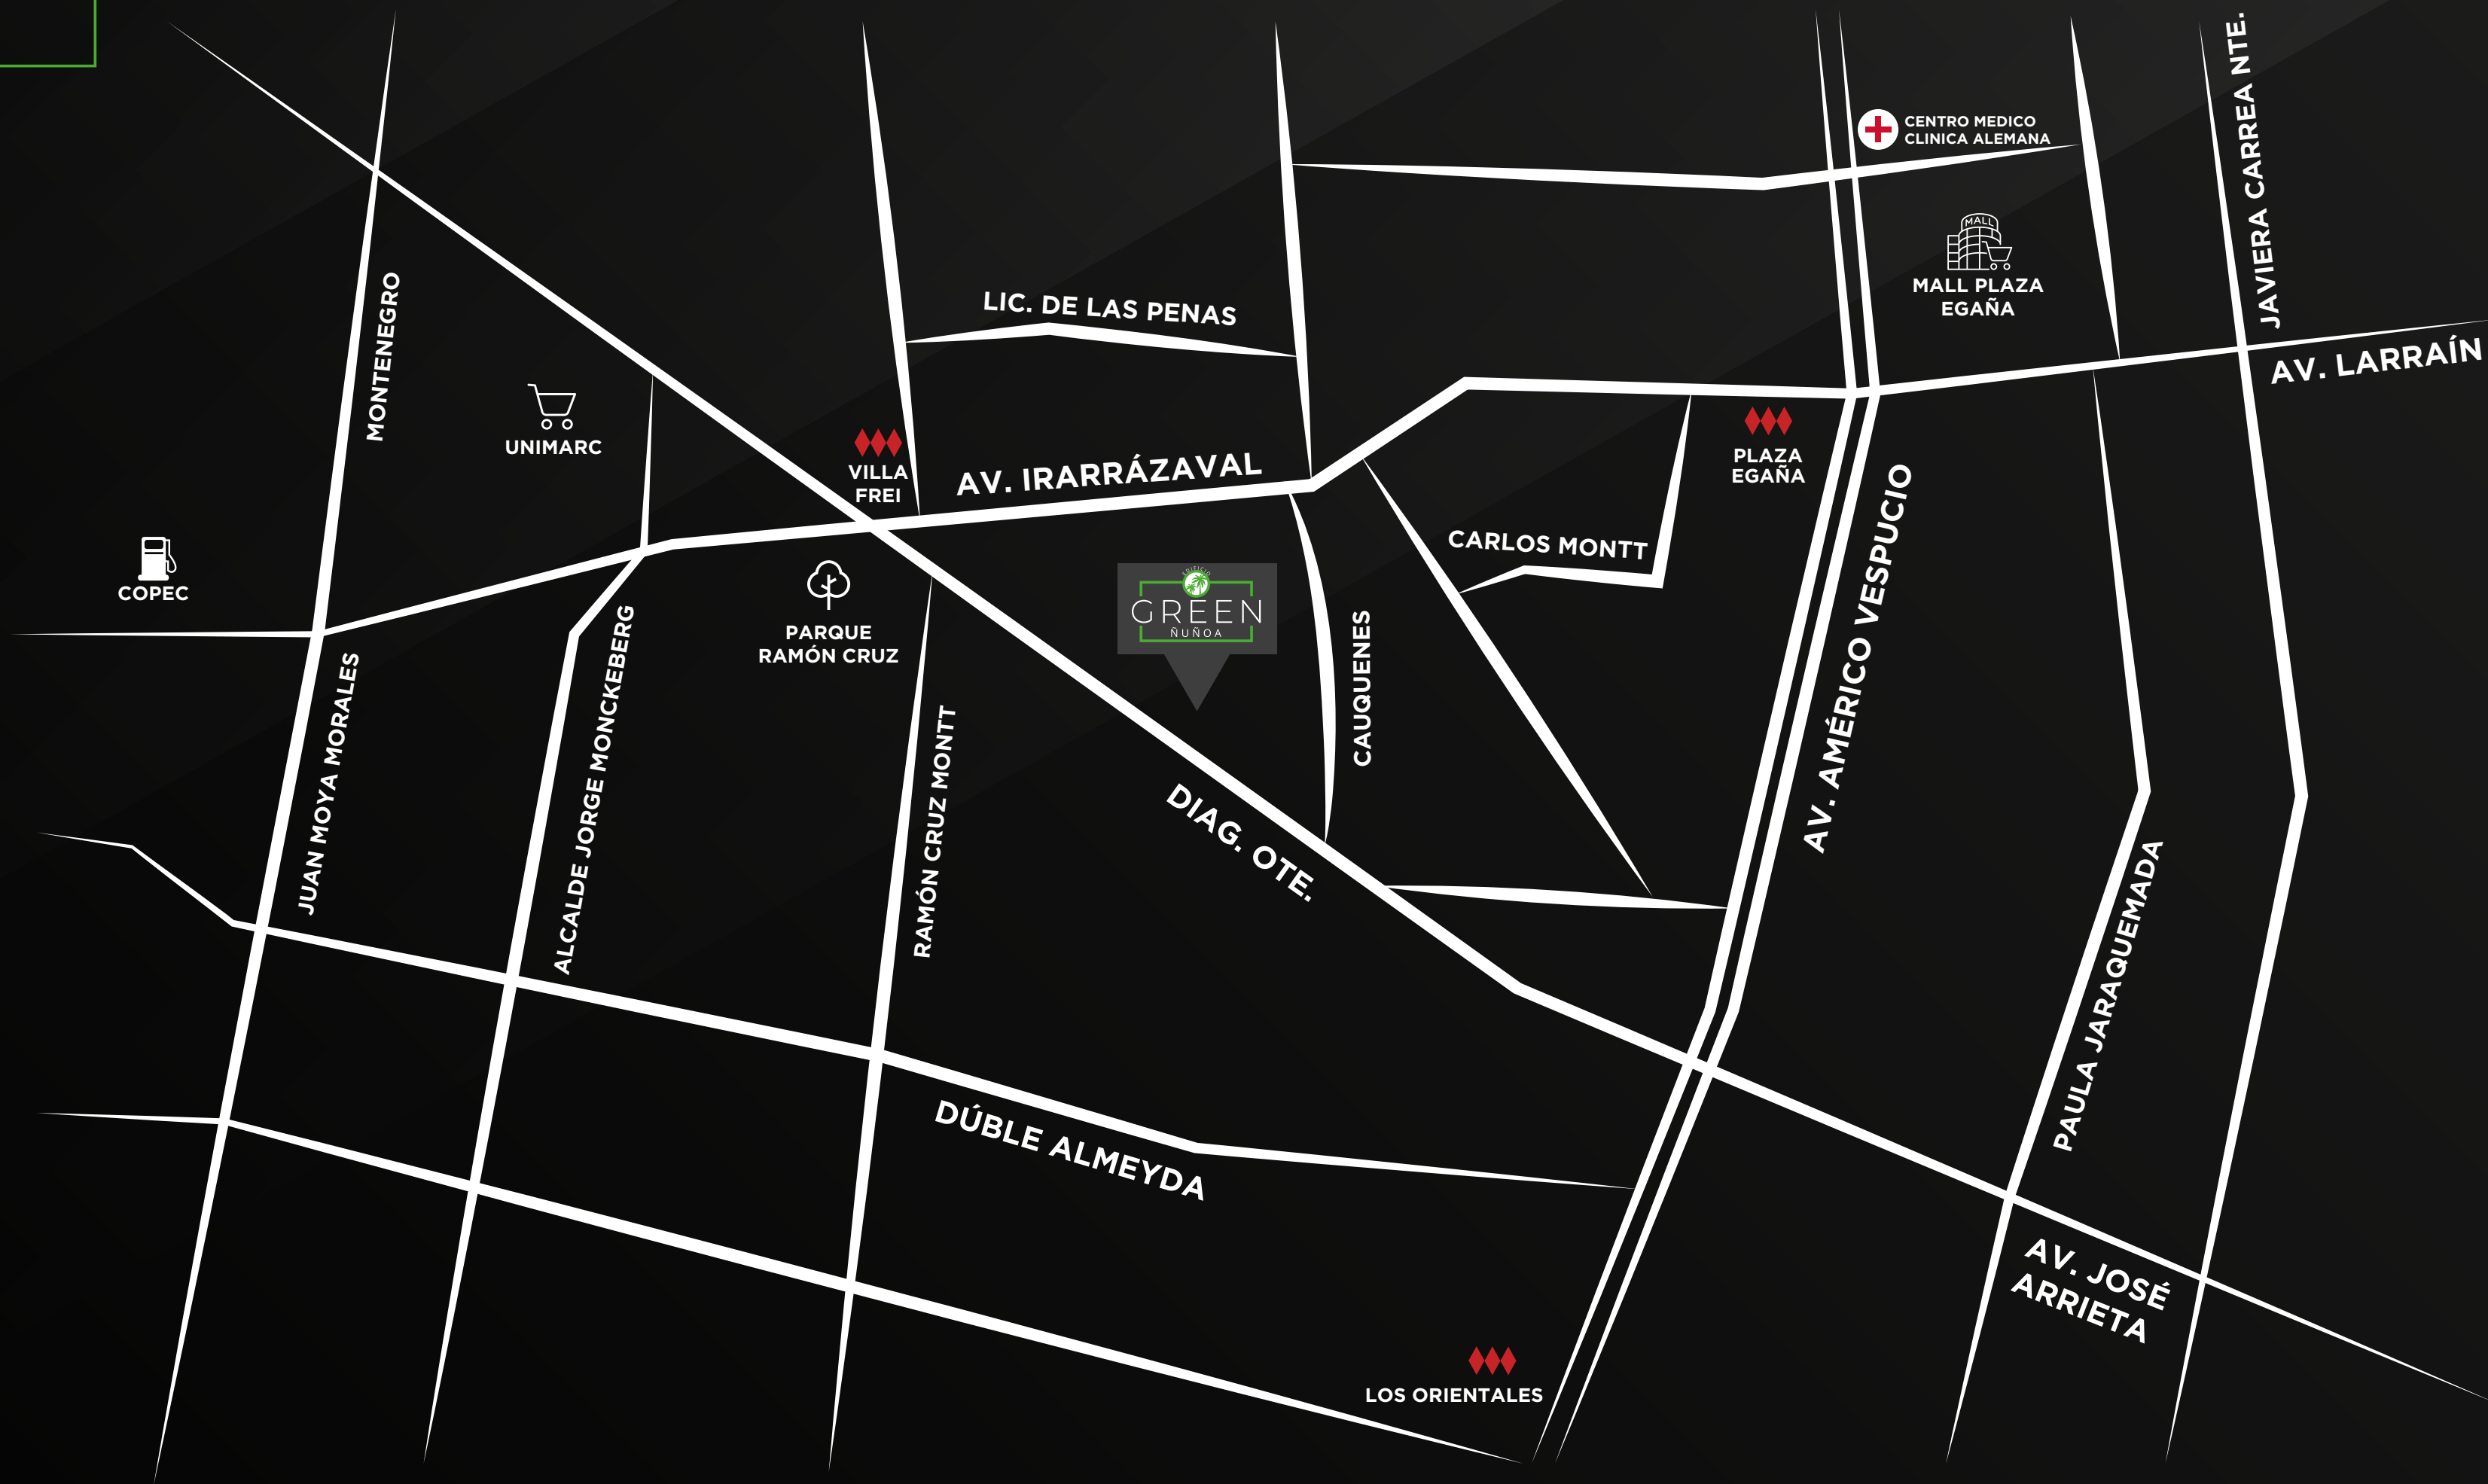 JAVIERA CARREA NTE.
CENTRO MEDICO
CLINICA ALEMANA
MALL
MALL PLAZA
EGAÑA
MONTENEGRO
LIC. DE LAS PENAS
AV. LARRAÍN
UNIMARC
VILLA
FREI
AV. IRARRÁZAVAL
PLAZA
EGAÑA
COPEC
CARLOS MONTT
AV. AMÉRICO VESPUCIO
EDIFICIO
GREEN
ÑUÑOA
PARQUE
RAMÓN CRUZ
CAUQUENES
JUAN MOYA MORALES
ALCALDE JORGE MONCKEBERG
RAMÓN CRUZ MONTT
DIAG. OTE.
PAULA JARAQUEMADA
DÚBLE ALMEYDA
AV. JOSÉ
ARRIETA
LOS ORIENTALES